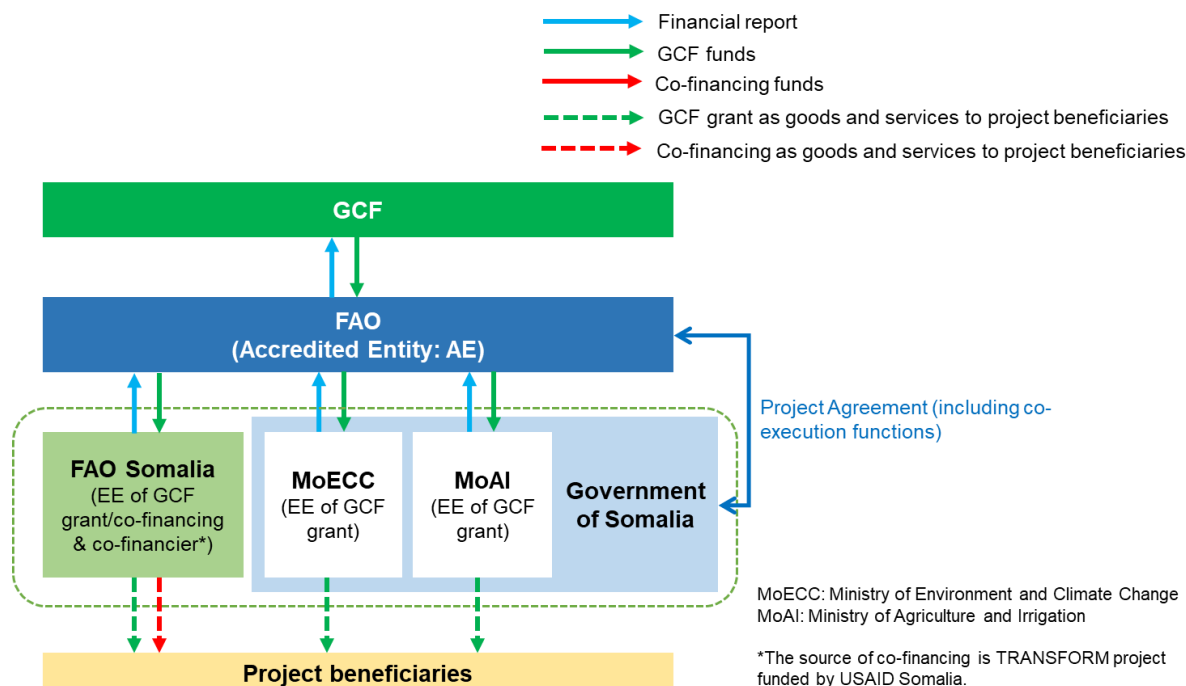 Financial report
GCF funds
Co-financing funds
GCF grant as goods and services to project beneficiaries
Co-financing as goods and services to project beneficiaries
GCF
FAO
(Accredited Entity: AE)
Project Agreement (including co-
execution functions)
FAO Somalia
(EE of GCF
grant/co-financing
& co-financier*)
MoECC
(EE of GCF
grant)
MoAI
(EE of GCF
grant)
Government
of Somalia
MoECC: Ministry of Environment and Climate Change
MoAI: Ministry of Agriculture and Irrigation
*The source of co-financing is TRANSFORM project
funded by USAID Somalia.
Project beneficiaries